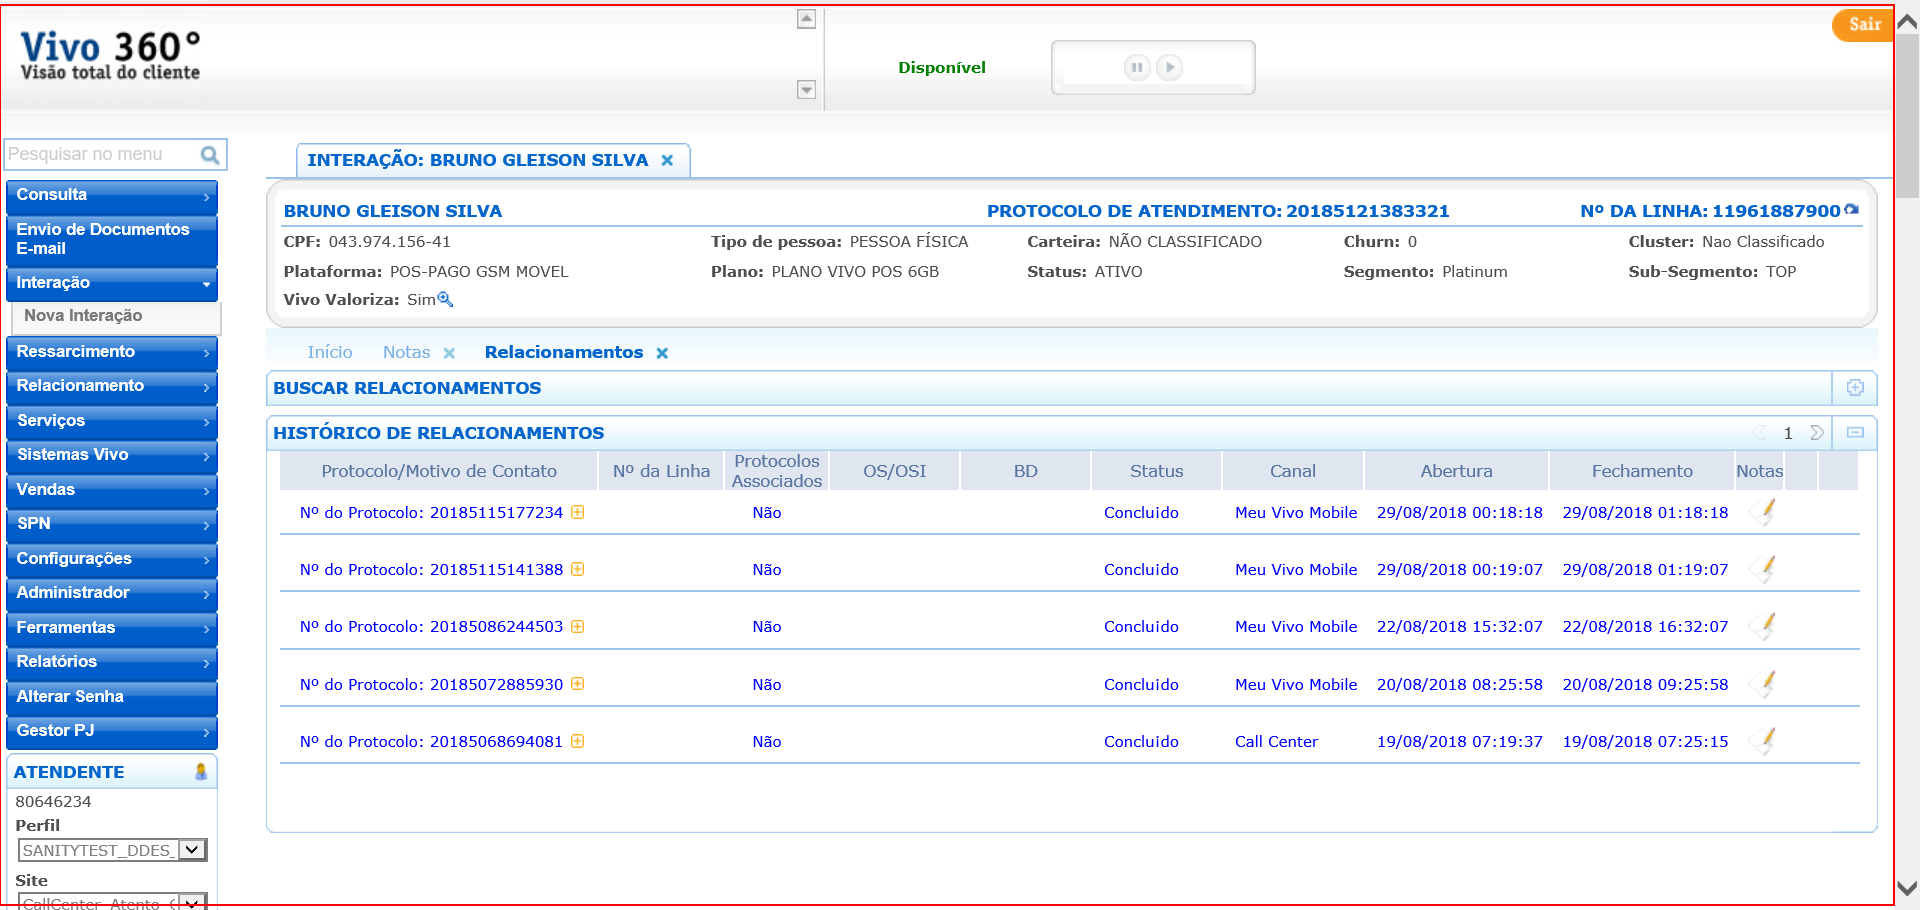 Vivo 360°
Visão total do cliente
Disponível
Sair
Pesquisar no menu
Consulta
Envio de Documentos
E-mail
Interação
Nova Interação
Ressarcimento
Relacionamento
Serviços
Sistemas Vivo
Vendas
SPN
Configurações
Administrador
Ferramentas
Relatórios
Alterar Senha
Gestor PJ
ATENDENTE
80646234
Perfil
SANITYTEST_DDES_
Site
CallCenter Atento
INTERAÇÃO: BRUNO GLEISON SILVA
BRUNO GLEISON SILVA PROTOCOLO DE ATENDIMENTO: 20185121383321 Nº DA LINHA: 11961887900
CPF: 043.974.156-41 Tipo de pessoa: PESSOA FÍSICA Carteira: NÃO CLASSIFICADO Churn: 0 Cluster: Nao Classificado
Plataforma: POS-PAGO GSM MOVEL Plano: PLANO VIVO POS 6GB Status: ATIVO Segmento: Platinum Sub-Segmento: TOP
Vivo Valoriza: Sim
Início Notas Relacionamentos
BUSCAR RELACIONAMENTOS
HISTÓRICO DE RELACIONAMENTOS 1
Protocolo/Motivo de Contato Nº da Linha Protocolos Associados OS/OSI BD Status Canal Abertura Fechamento Notas
Nº do Protocolo: 20185115177234 Não Concluido Meu Vivo Mobile 29/08/2018 00:18:18 29/08/2018 01:18:18
Nº do Protocolo: 20185115141388 Não Concluido Meu Vivo Mobile 29/08/2018 00:19:07 29/08/2018 01:19:07
Nº do Protocolo: 20185086244503 Não Concluido Meu Vivo Mobile 22/08/2018 15:32:07 22/08/2018 16:32:07
Nº do Protocolo: 20185072885930 Não Concluido Meu Vivo Mobile 20/08/2018 08:25:58 20/08/2018 09:25:58
Nº do Protocolo: 20185068694081 Não Concluido Call Center 19/08/2018 07:19:37 19/08/2018 07:25:15